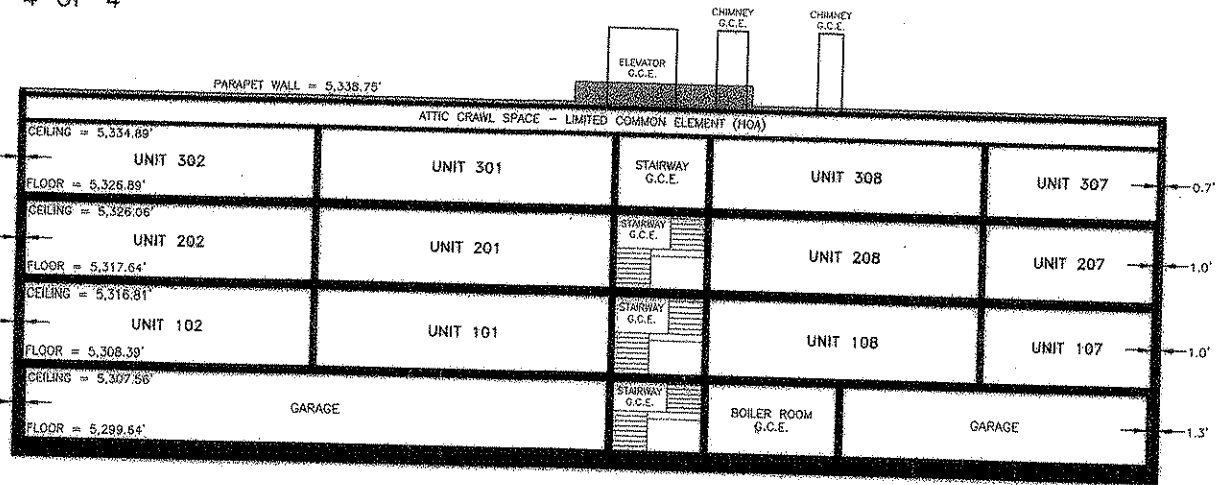 4 OF 4
CHIMNEY
G.C.E.
CHIMNEY
G.C.E.
ELEVATOR
G.C.E.
PARAPET WALL = 5,338.75'
ATTIC CRAWL SPACE - LIMITED COMMON ELEMENT (HOA)
CEILING = 5,334.89'
UNIT 302
FLOOR = 5,326.89'
UNIT 301
STAIRWAY
G.C.E.
UNIT 308
UNIT 307
0.7'
CEILING = 5,326.06'
UNIT 202
FLOOR = 5,317.64'
UNIT 201
STAIRWAY
G.C.E.
UNIT 208
UNIT 207
1.0'
CEILING = 5,316.81'
UNIT 102
FLOOR = 5,308.39'
UNIT 101
STAIRWAY
G.C.E.
UNIT 108
UNIT 107
1.0'
CEILING = 5,307.56'
GARAGE
FLOOR = 5,299.64'
STAIRWAY
G.C.E.
BOILER ROOM
G.C.E.
GARAGE
1.3'